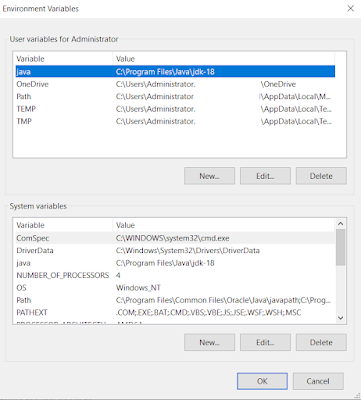 Environment Variables
User variables for Administrator
Variable Value
java C:\Program Files\Java\jdk-18
OneDrive C:\Users\Administrator. \OneDrive
Path C:\Users\Administrator. \AppData\Local\M...
TEMP C:\Users\Administrator. \AppData\Local\Te...
TMP C:\Users\Administrator. \AppData\Local\Te...
New... Edit... Delete
System variables
Variable Value
ComSpec C:\WINDOWS\system32\cmd.exe
DriverData C:\Windows\System32\Drivers\DriverData
java C:\Program Files\Java\jdk-18
NUMBER_OF_PROCESSORS 4
OS Windows_NT
Path C:\Program Files\Common Files\Oracle\Java\javapath;C:\Prog...
PATHEXT .COM;.EXE;.BAT;.CMD;.VBS;.VBE;.JS;.JSE;.WSF;.WSH;.MSC
New... Edit... Delete
OK Cancel